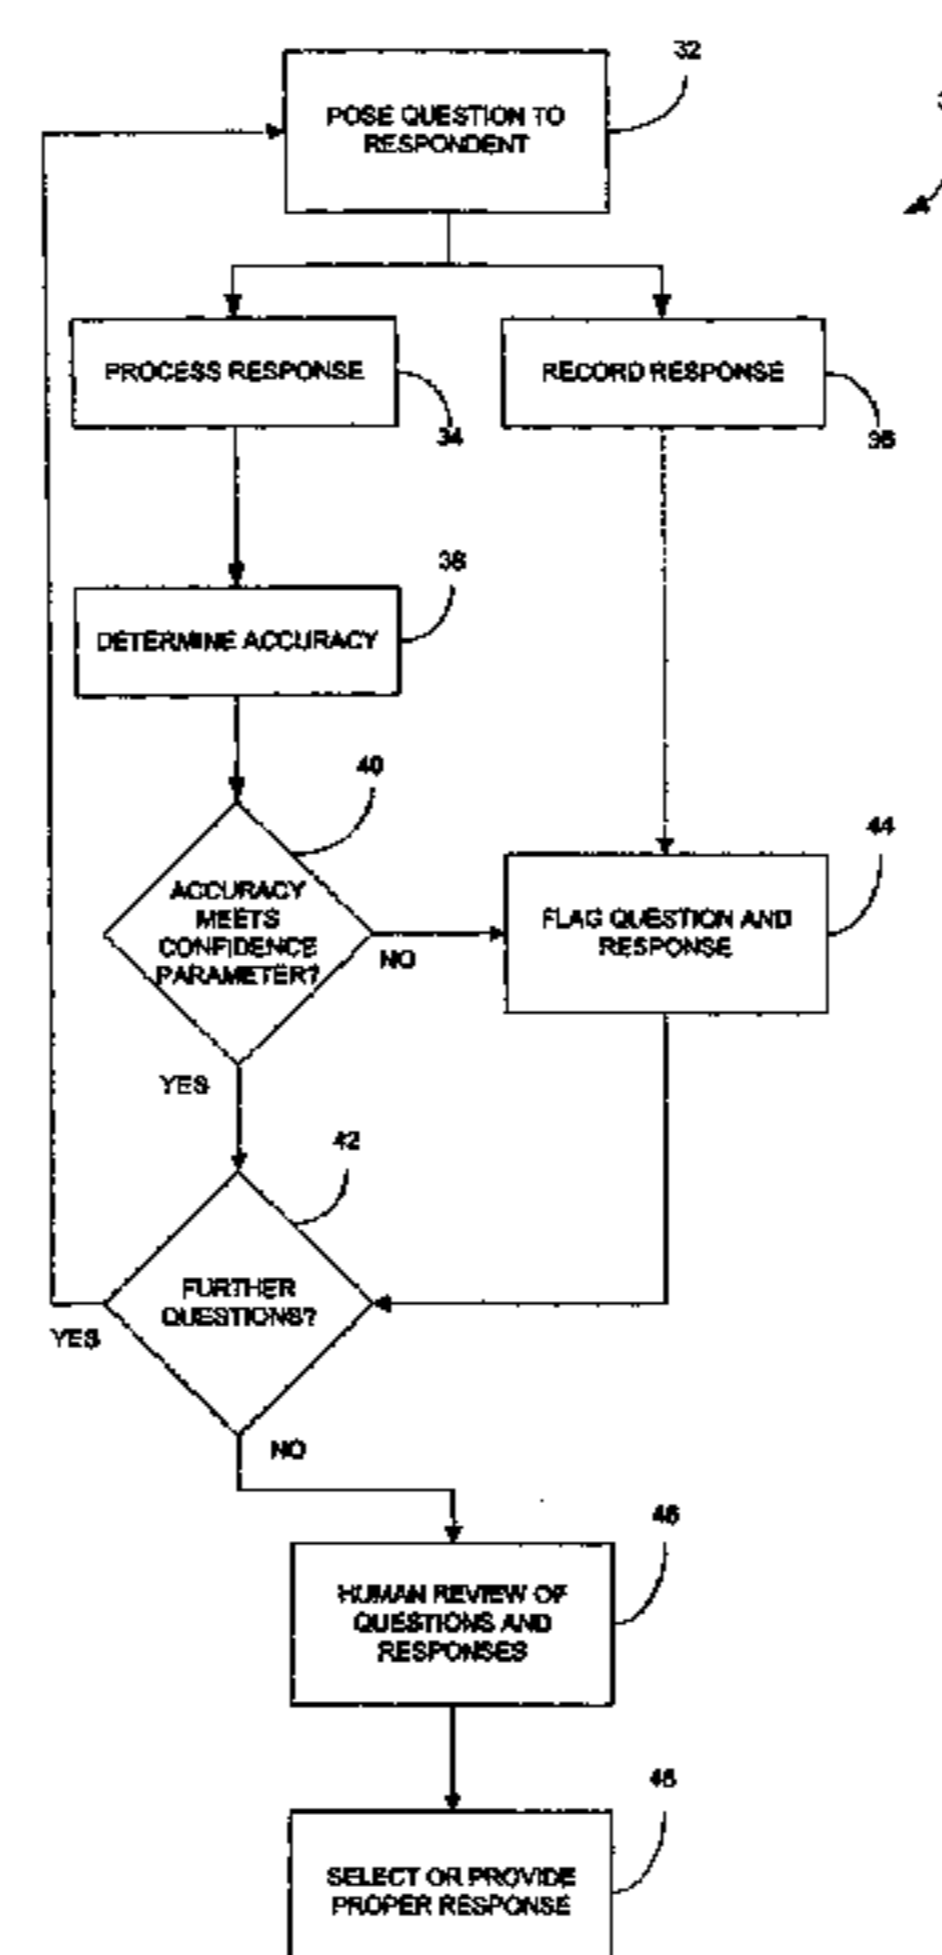 32
POSE QUESTION TO
RESPONDENT
PROCESS RESPONSE
RECORD RESPONSE
34
36
38
DETERMINE ACCURACY
40
44
ACCURACY
MEETS
CONFIDENCE
PARAMETER?
FLAG QUESTION AND
RESPONSE
NO
YES
42
FURTHER
QUESTIONS?
YES
NO
46
HUMAN REVIEW OF
QUESTIONS AND
RESPONSES
SELECT OR PROVIDE
PROPER RESPONSE